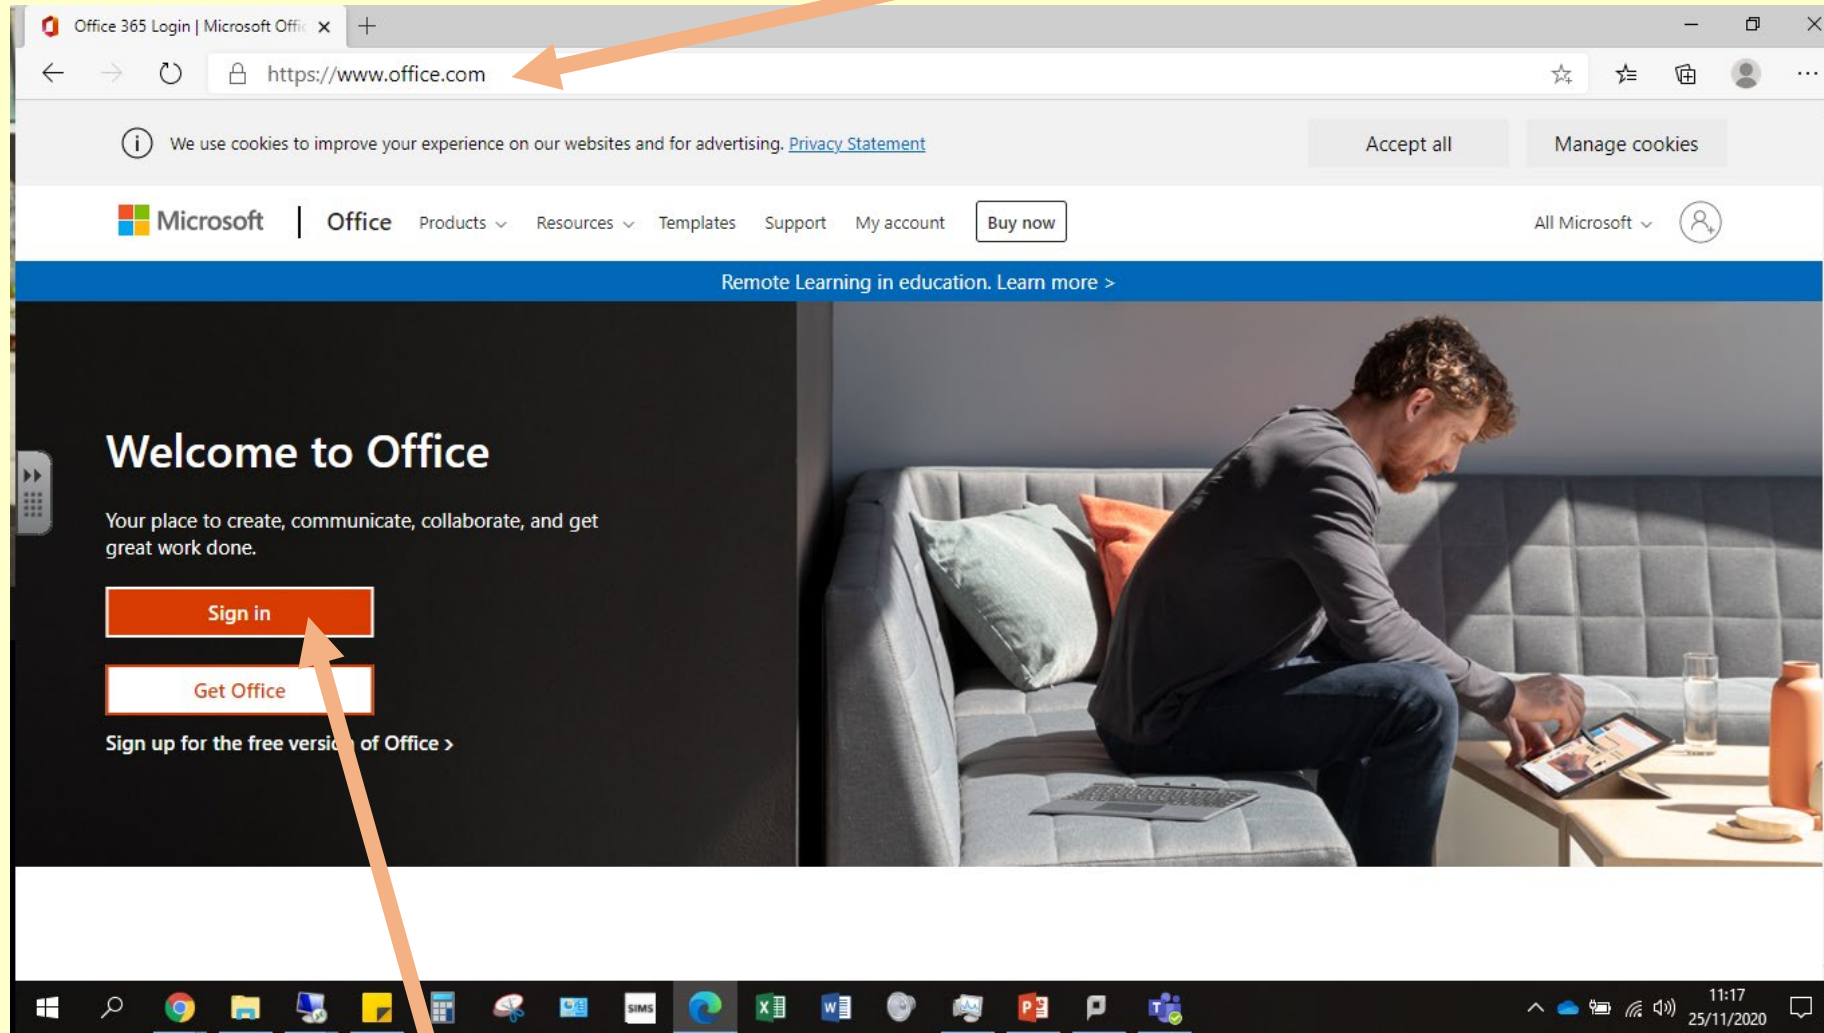 Office 365 Login | Microsoft Offic
https://www.office.com
We use cookies to improve your experience on our websites and for advertising. Privacy Statement
Accept all
Manage cookies
Microsoft
Office
Products
Resources
Templates
Support
My account
Buy now
All Microsoft
Remote Learning in education. Learn more >
Welcome to Office
Your place to create, communicate, collaborate, and get
great work done.
Sign in
Get Office
Sign up for the free version of Office >
SIMS
11:17
25/11/2020